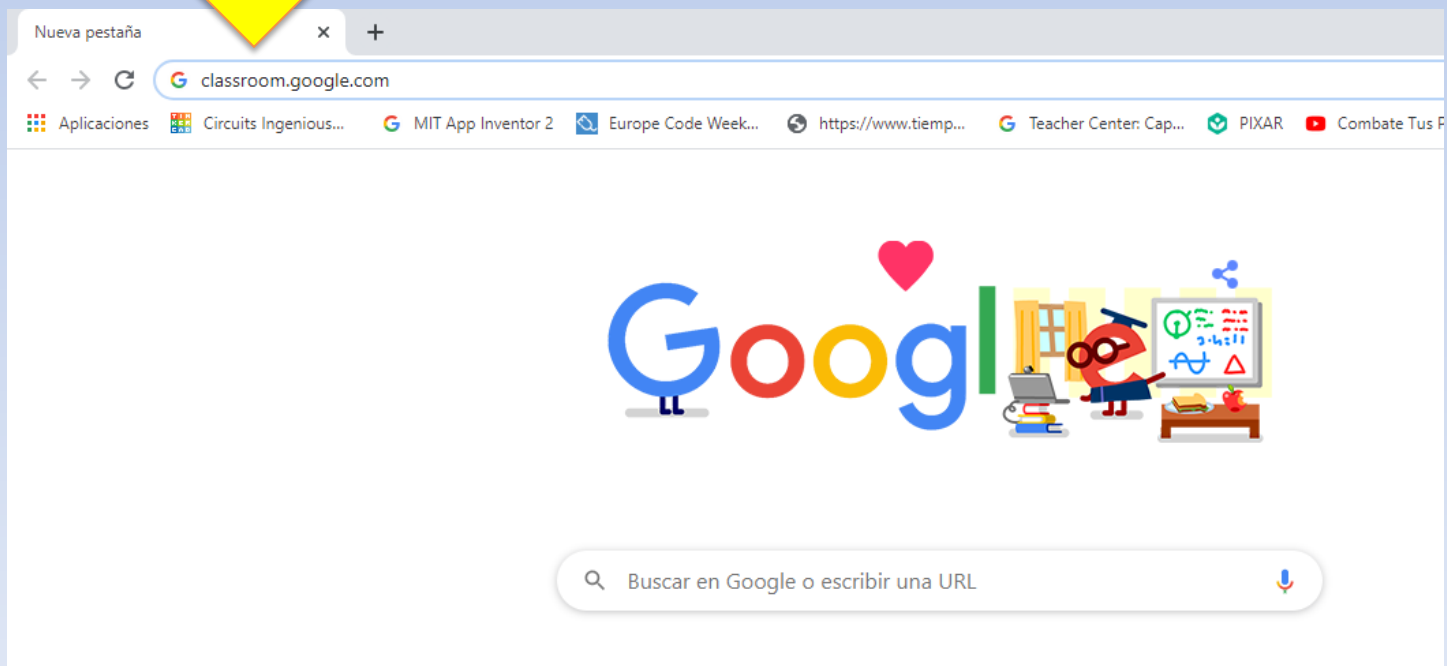 Nueva pestaña
classroom.google.com
Aplicaciones Circuits Ingenious... MIT App Inventor 2 Europe Code Week... https://www.tiemp... Teacher Center: Cap... PIXAR Combate Tus P
Google
Buscar en Google o escribir una URL